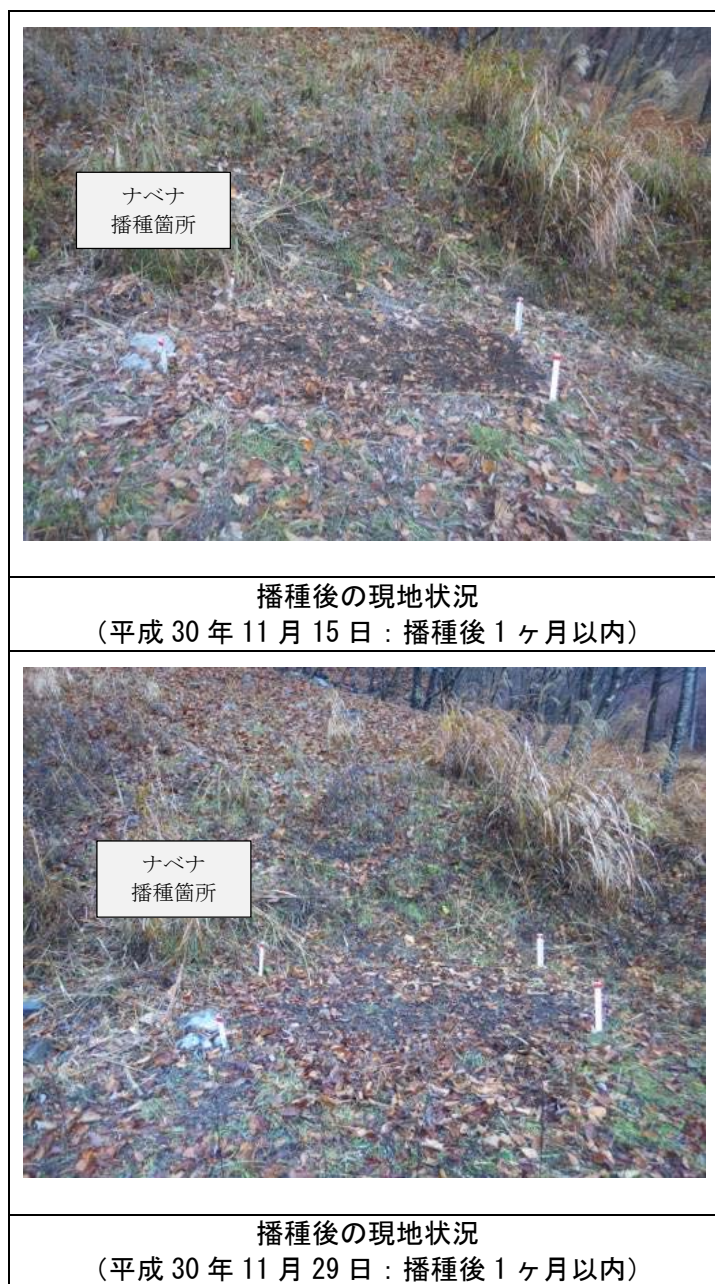 ナベナ
播種箇所
播種後の現地状況
（平成 30 年 11 月 15 日：播種後 1 ヶ月以内）
ナベナ
播種箇所
播種後の現地状況
（平成 30 年 11 月 29 日：播種後 1 ヶ月以内）